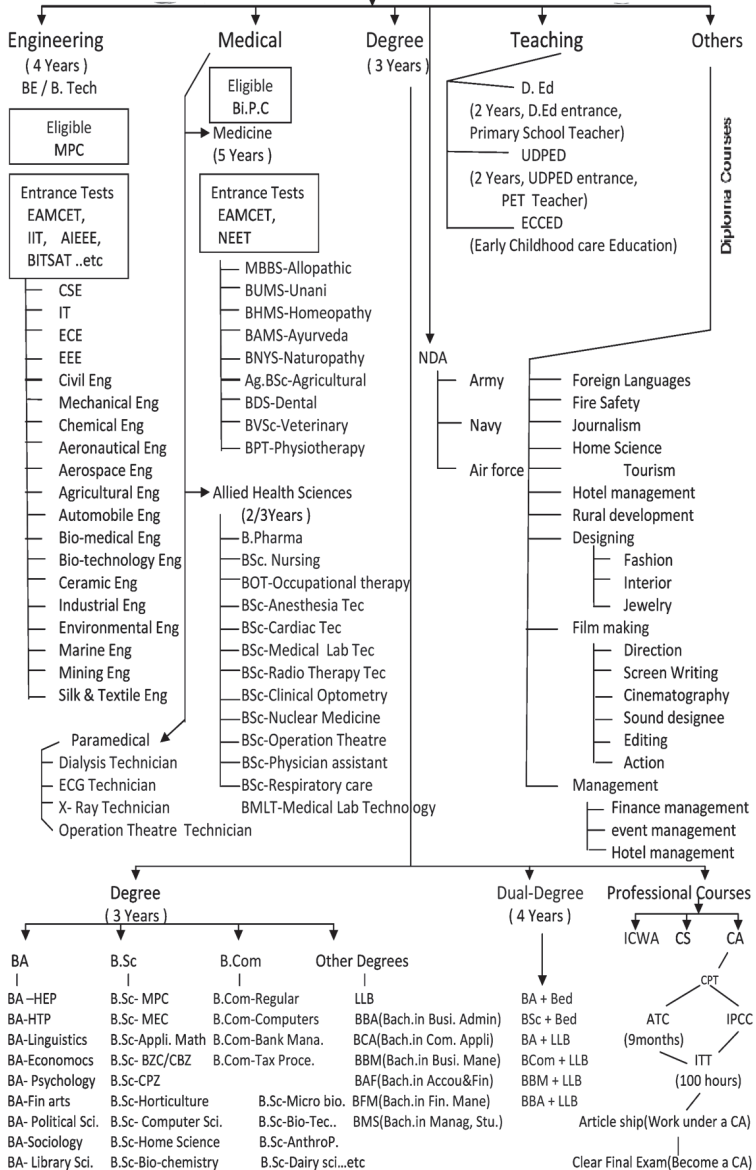 Engineering
( 4 Years )
BE / B. Tech
Eligible
MPC
Entrance Tests
EAMCET,
IIT, AIEEE,
BITSAT ..etc
CSE
IT
ECE
EEE
Civil Eng
Mechanical Eng
Chemical Eng
Aeronautical Eng
Aerospace Eng
Agricultural Eng
Automobile Eng
Bio-medical Eng
Bio-technology Eng
Ceramic Eng
Industrial Eng
Environmental Eng
Marine Eng
Mining Eng
Silk & Textile Eng
Medical
Eligible
Bi.P.C
Medicine
(5 Years )
Entrance Tests
EAMCET,
NEET
MBBS-Allopathic
BUMS-Unani
BHMS-Homeopathy
BAMS-Ayurveda
BNYS-Naturopathy
Ag.BSc-Agricultural
BDS-Dental
BVSc-Veterinary
BPT-Physiotherapy
Allied Health Sciences
(2/3Years )
B.Pharma
BSc. Nursing
BOT-Occupational therapy
BSc-Anesthesia Tec
BSc-Cardiac Tec
BSc-Medical Lab Tec
BSc-Radio Therapy Tec
BSc-Clinical Optometry
BSc-Nuclear Medicine
BSc-Operation Theatre
BSc-Physician assistant
BSc-Respiratory care
BMLT-Medical Lab Technology
Paramedical
Dialysis Technician
ECG Technician
X- Ray Technician
Operation Theatre Technician
Degree
( 3 Years )
NDA
Army
Navy
Air force
Teaching
D. Ed
(2 Years, D.Ed entrance,
Primary School Teacher)
UDPED
(2 Years, UDPED entrance,
PET Teacher)
ECCED
(Early Childhood care Education)
Others
Diploma Courses
Foreign Languages
Fire Safety
Journalism
Home Science
Tourism
Hotel management
Rural development
Designing
Fashion
Interior
Jewelry
Film making
Direction
Screen Writing
Cinematography
Sound designee
Editing
Action
Management
Finance management
event management
Hotel management
Degree
( 3 Years )
BA
BA –HEP
BA-HTP
BA-Linguistics
BA-Economocs
BA- Psychology
BA-Fin arts
BA- Political Sci.
BA-Sociology
BA- Library Sci.
B.Sc
B.Sc- MPC
B.Sc- MEC
B.Sc-Appli. Math
B.Sc- BZC/CBZ
B.Sc-CPZ
B.Sc-Horticulture
B.Sc- Computer Sci.
B.Sc-Home Science
B.Sc-Bio-chemistry
B.Sc-Micro bio.
B.Sc-Bio-Tec..
B.Sc-AnthroP.
B.Sc-Dairy sci...etc
B.Com
B.Com-Regular
B.Com-Computers
B.Com-Bank Mana.
B.Com-Tax Proce.
Other Degrees
LLB
BBA(Bach.in Busi. Admin)
BCA(Bach.in Com. Appli)
BBM(Bach.in Busi. Mane)
BAF(Bach.in Accou&Fin)
BFM(Bach.in Fin. Mane)
BMS(Bach.in Manag, Stu.)
Dual-Degree
( 4 Years )
BA + Bed
BSc + Bed
BA + LLB
BCom + LLB
BBM + LLB
BBA + LLB
Professional Courses
ICWA CS CA
CPT
ATC IPCC
(9months)
ITT
(100 hours)
Article ship(Work under a CA)
Clear Final Exam(Become a CA)